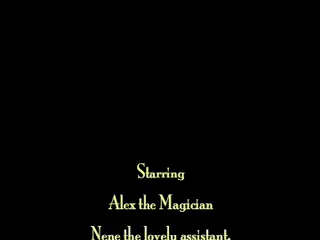 Starring
Alex the Magician
Nene the lovely assistant.